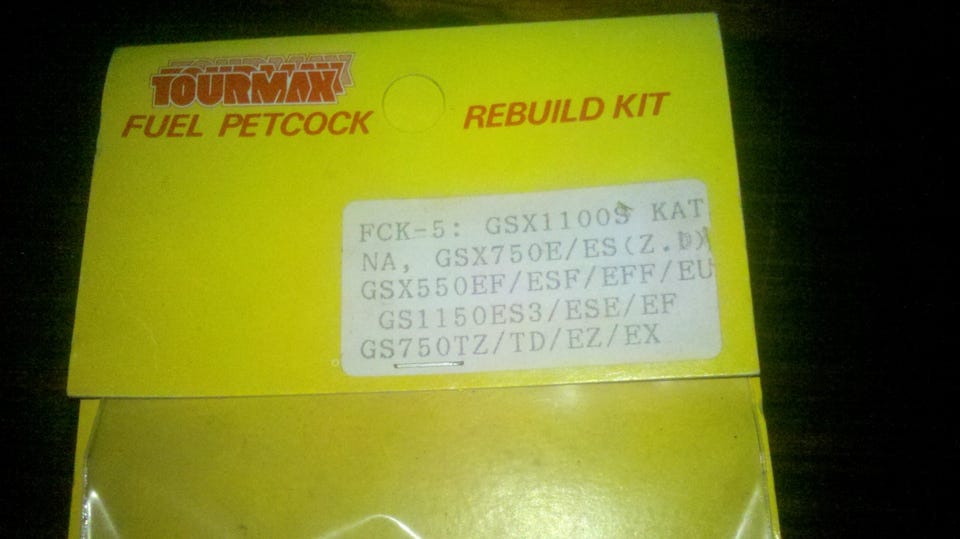 TOURMAX
FUEL PETCOCK REBUILD KIT
FCK-5: GSX1100S KAT
NA, GSX750E/ES(Z.D)
GSX550EF/ESF/EFF/EU
GS1150ES3/ESE/EF
GS750TZ/TD/EZ/EX